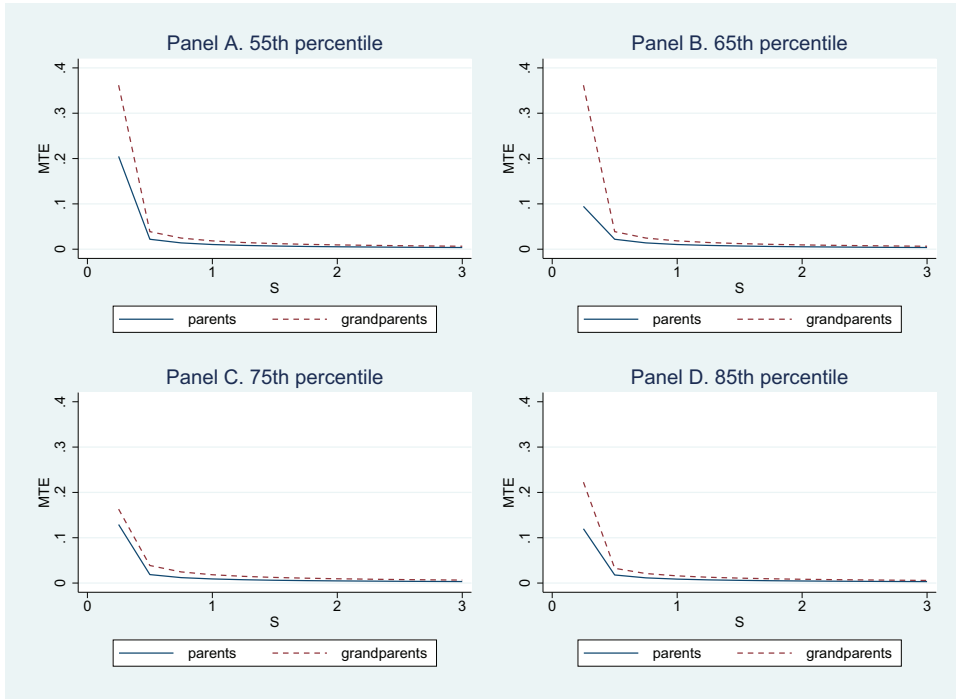 Panel A. 55th percentile
.4
.3
.2
.1
0
MTE
0 1 2 3
S
parents grandparents
Panel B. 65th percentile
.4
.3
.2
.1
0
MTE
0 1 2 3
S
parents grandparents
Panel C. 75th percentile
.4
.3
.2
.1
0
MTE
0 1 2 3
S
parents grandparents
Panel D. 85th percentile
.4
.3
.2
.1
0
MTE
0 1 2 3
S
parents grandparents